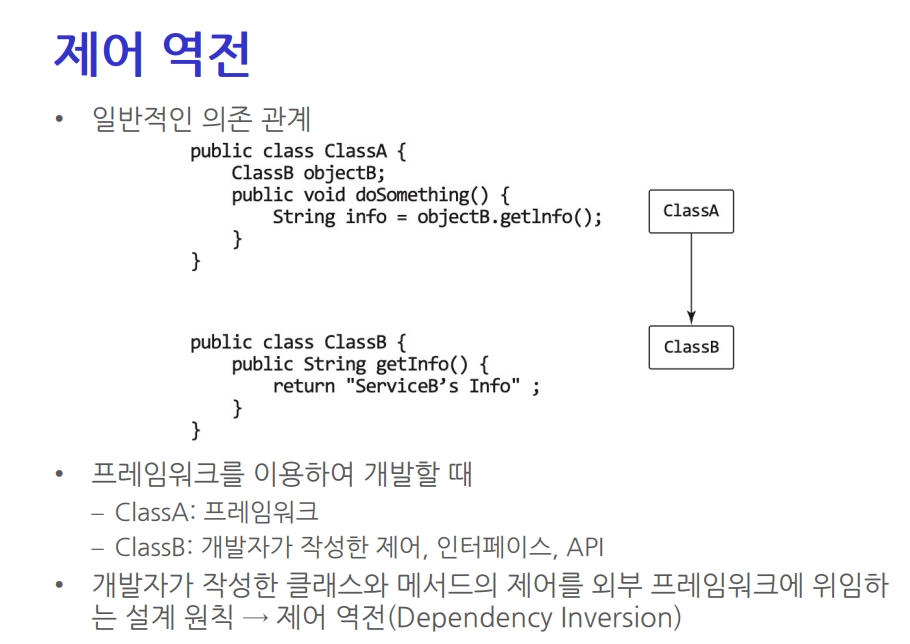 제어 역전
• 일반적인 의존 관계
public class ClassA {
ClassB objectB;
public void doSomething() {
String info = objectB.getlnfo();
}
}
ClassA
public class ClassB {
public String getInfo() {
return "ServiceB’s Info" ;
}
}
ClassB
• 프레임워크를 이용하여 개발할 때
– ClassA: 프레임워크
– ClassB: 개발자가 작성한 제어, 인터페이스, API
• 개발자가 작성한 클래스와 메서드의 제어를 외부 프레임워크에 위임하
는 설계 원칙 → 제어 역전(Dependency Inversion)